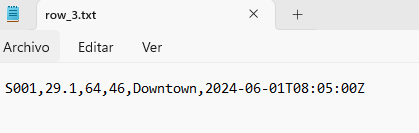 row_3.txt
Archivo Editar Ver
S001,29.1,64,46,Downtown,2024-06-01T08:05:00Z